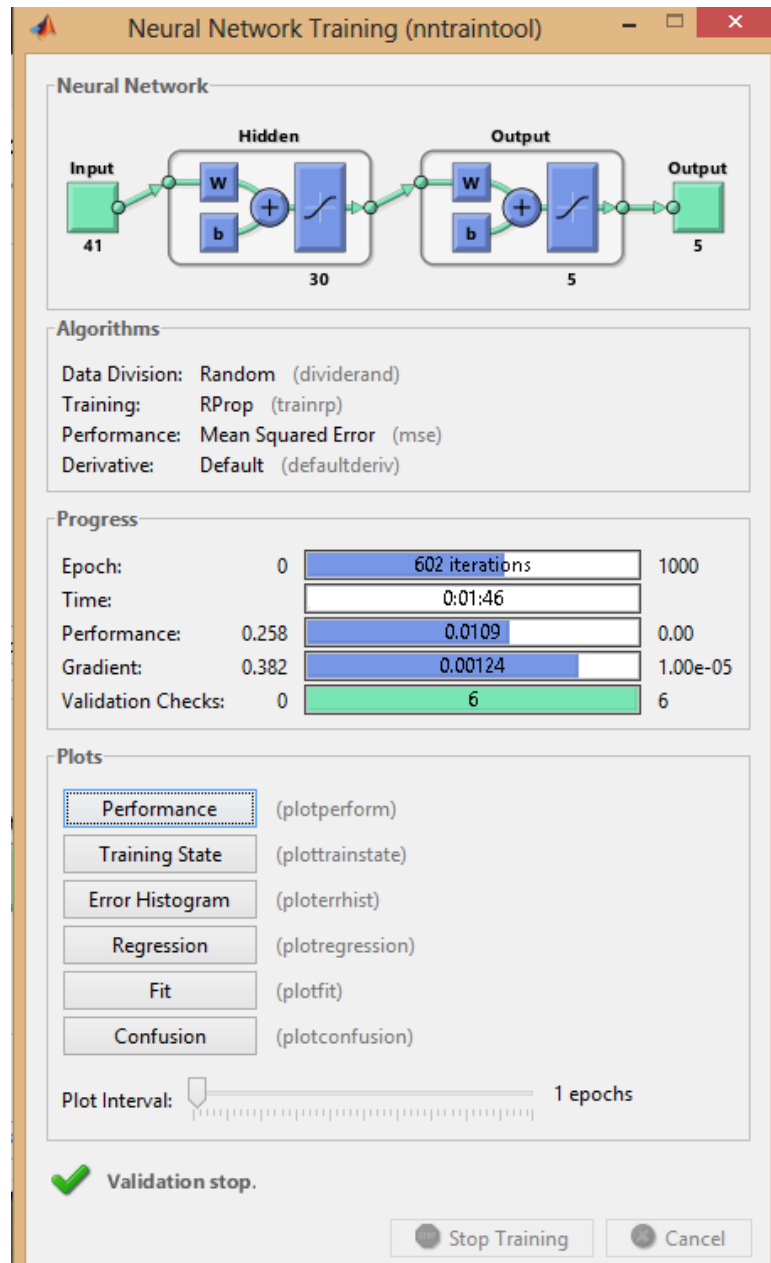 Neural Network Training (nntraintool)
Neural Network
Hidden Output
Input Output
W W
b b
41 5
30 5
Algorithms
Data Division: Random (dividerand)
Training: RProp (trainrp)
Performance: Mean Squared Error (mse)
Derivative: Default (defaultderiv)
Progress
Epoch: 0 602 iterations 1000
Time: 0:01:46
Performance: 0.258 0.0109 0.00
Gradient: 0.382 0.00124 1.00e-05
Validation Checks: 0 6 6
Plots
Performance (plotperform)
Training State (plottrainstate)
Error Histogram (ploterrhist)
Regression (plotregression)
Fit (plotfit)
Confusion (plotconfusion)
Plot Interval: 1 epochs
Validation stop.
Stop Training Cancel